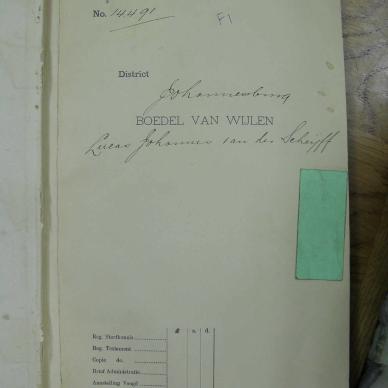 No. 14491
F1
District
Johannesburg
BOEDEL VAN WIJLEN
Lucas Johannes van der Schijff
£ s. d.
Reg. Sterfkennis
Reg. Testament
Copie do.
Brief Administratie
Aanstelling Voogd